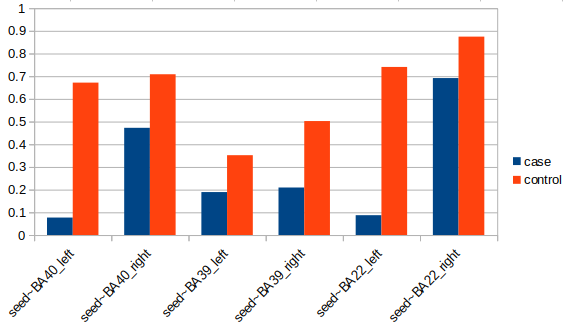 1
0.9
0.8
0.7
0.6
0.5
0.4
0.3
0.2
0.1
0
seed~BA40_left
seed~BA40_right
seed~BA39_left
seed~BA39_right
seed~BA22_left
seed~BA22_right
case
control